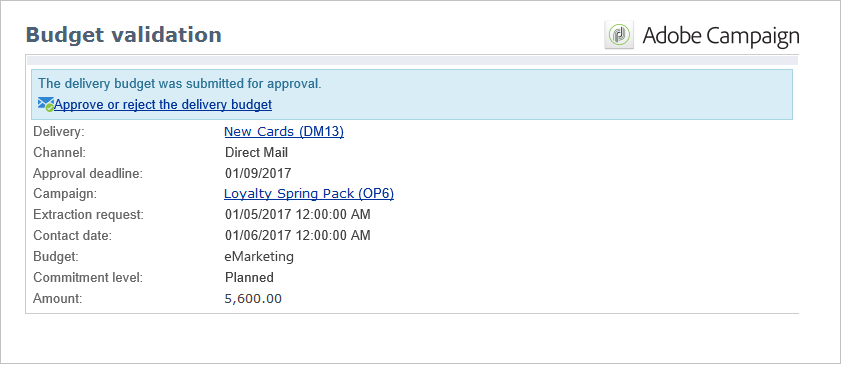 Budget validation
Adobe Campaign
The delivery budget was submitted for approval.
Approve or reject the delivery budget
Delivery: New Cards (DM13)
Channel: Direct Mail
Approval deadline: 01/09/2017
Campaign: Loyalty Spring Pack (OP6)
Extraction request: 01/05/2017 12:00:00 AM
Contact date: 01/06/2017 12:00:00 AM
Budget: eMarketing
Commitment level: Planned
Amount: 5,600.00